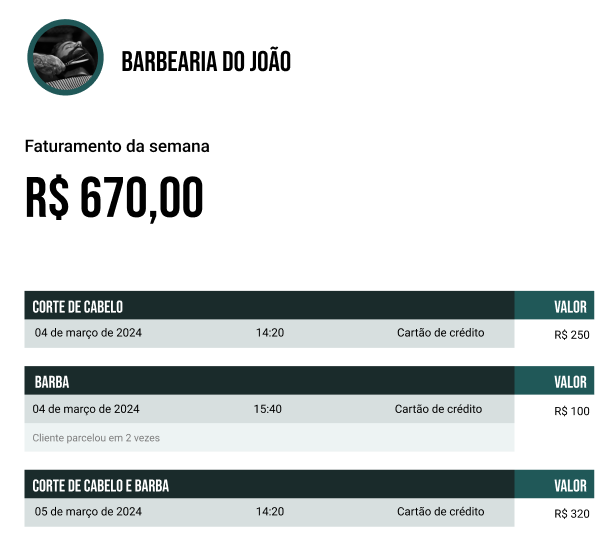 BARBEARIA DO JOÃO
Faturamento da semana
R$ 670,00
CORTE DE CABELO VALOR
04 de março de 2024 14:20 Cartão de crédito R$ 250
BARBA VALOR
04 de março de 2024 15:40 Cartão de crédito R$ 100
Cliente parcelou em 2 vezes
CORTE DE CABELO E BARBA VALOR
05 de março de 2024 14:20 Cartão de crédito R$ 320